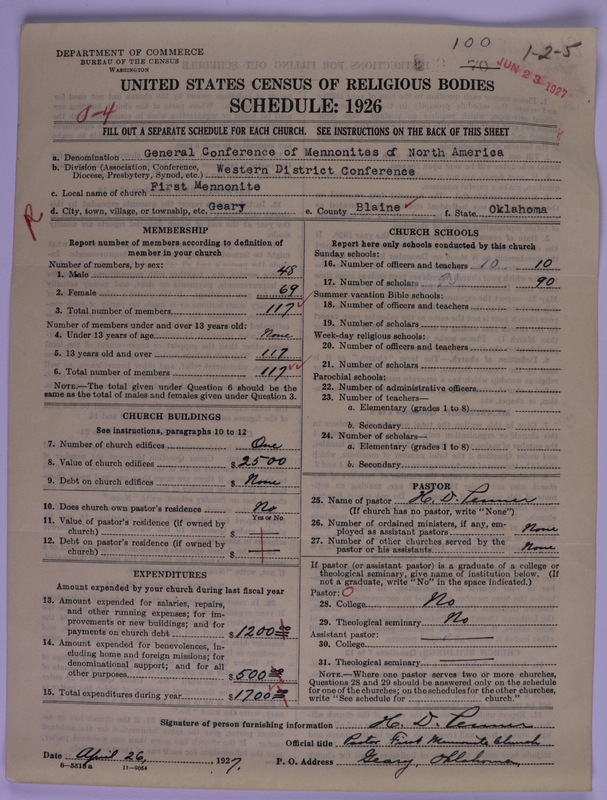 100
1-2-5
JUN 23 1927
DEPARTMENT OF COMMERCE
BUREAU OF THE CENSUS
WASHINGTON
UNITED STATES CENSUS OF RELIGIOUS BODIES
SCHEDULE: 1926
0-4
FILL OUT A SEPARATE SCHEDULE FOR EACH CHURCH. SEE INSTRUCTIONS ON THE BACK OF THIS SHEET
a. Denomination General Conference of Mennonites of North America
b. Division (Association, Conference, Diocese, Presbytery, Synod, etc.) Western District Conference
c. Local name of church First Mennonite
d. City, town, village, or township, etc. Geary e. County Blaine f. State Oklahoma
R
MEMBERSHIP
Report number of members according to definition of
member in your church
Number of members, by sex:
1. Male 48
2. Female 69
3. Total number of members 117
Number of members under and over 13 years old:
4. Under 13 years of age None
5. 13 years old and over 117
6. Total number of members 117
NOTE.—The total given under Question 6 should be the
same as the total of males and females given under Question 3.
CHURCH BUILDINGS
See instructions, paragraphs 10 to 12
7. Number of church edifices One
8. Value of church edifices $2500
9. Debt on church edifices $ None
10. Does church own pastor's residence No
Yes or No
11. Value of pastor's residence (if owned by
church) $ —
12. Debt on pastor's residence (if owned by
church) $ —
EXPENDITURES
Amount expended by your church during last fiscal year
13. Amount expended for salaries, repairs,
and other running expenses; for im-
provements or new buildings; and for
payments on church debt $1200
14. Amount expended for benevolences, in-
cluding home and foreign missions; for
denominational support; and for all
other purposes $500
15. Total expenditures during year $1700
CHURCH SCHOOLS
Report here only schools conducted by this church
Sunday schools:
16. Number of officers and teachers 10 10
17. Number of scholars 90
Summer vacation Bible schools:
18. Number of officers and teachers
19. Number of scholars
Week-day religious schools:
20. Number of officers and teachers
21. Number of scholars
Parochial schools:
22. Number of administrative officers
23. Number of teachers—
a. Elementary (grades 1 to 8)
b. Secondary
24. Number of scholars—
a. Elementary (grades 1 to 8)
b. Secondary
PASTOR
25. Name of pastor H. D. Penner
(If church has no pastor, write "None")
26. Number of ordained ministers, if any, em-
ployed as assistant pastors None
27. Number of other churches served by the
pastor or his assistants None
If pastor (or assistant pastor) is a graduate of a college or
theological seminary, give name of institution below. (If
not a graduate, write "No" in the space indicated.)
Pastor: O
28. College No
29. Theological seminary No
Assistant pastor:
30. College
31. Theological seminary
NOTE.—Where one pastor serves two or more churches,
Questions 28 and 29 should be answered only on the schedule
for one of the churches; on the schedules for the other churches,
write "See schedule for church."
Signature of person furnishing information H. D. Penner
Official title Pastor First Mennonite Church
Date April 26, 1927. P. O. Address Geary, Oklahoma,
8—5515a 11—9054